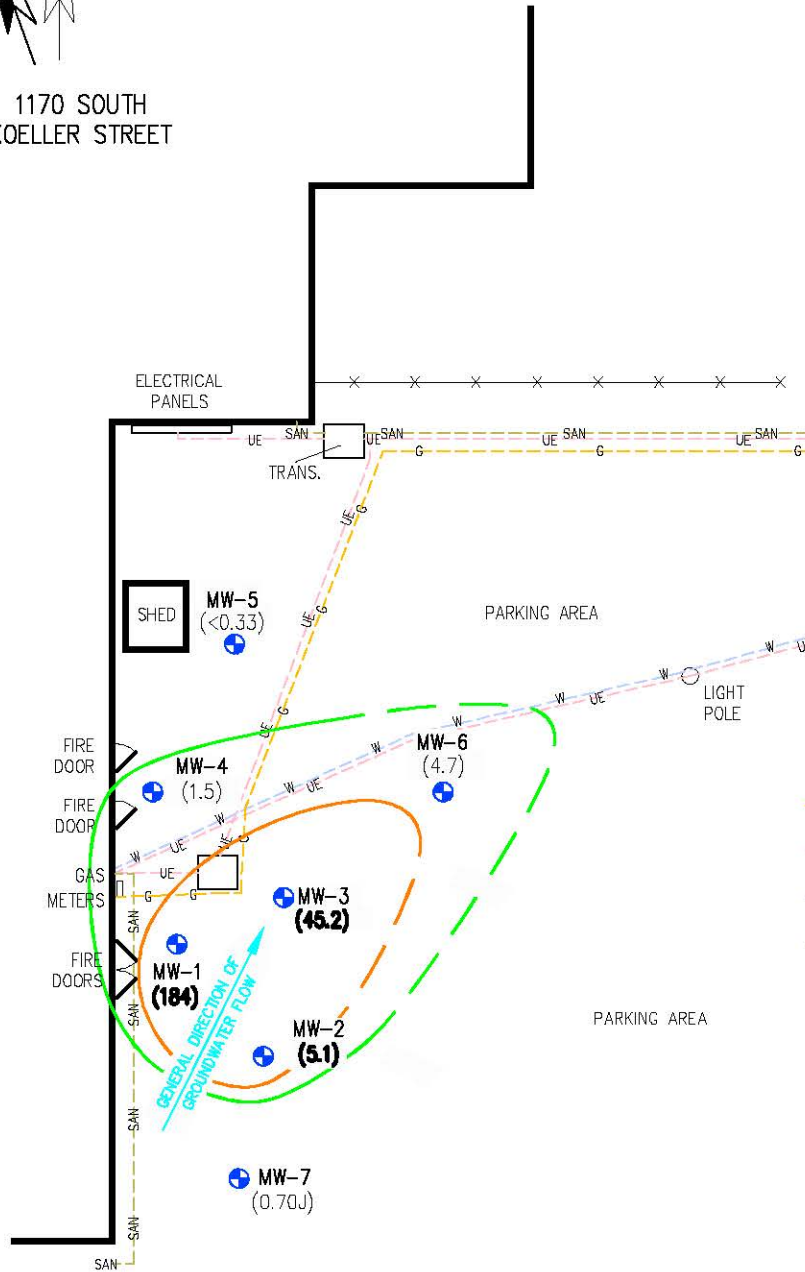 1170 SOUTH
KOELLER STREET
ELECTRICAL
PANELS
UE
SAN
UE
SAN
UE
SAN
UE
SAN
G
G
G
TRANS.
UE
G
SHED
MW-5
(<0.33)
UE
G
PARKING AREA
W
U
W
UE
W
LIGHT
POLE
UE
G
W
W
MW-6
(4.7)
FIRE
DOOR
MW-4
(1.5)
W
UE
FIRE
DOOR
W
UE
G
W
UE
GAS
METERS
UE
G
G
SAN
MW-3
(45.2)
FIRE
DOORS
MW-1
(184)
GENERAL DIRECTION OF
GROUNDWATER FLOW
SAN
MW-2
(5.1)
PARKING AREA
SAN
MW-7
(0.70J)
SAN
SAN